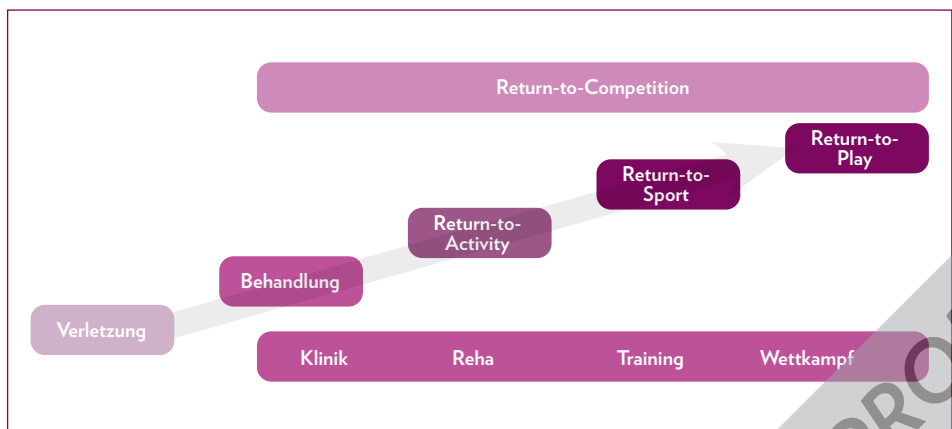 Return-to-Competition
Return-to-
Play
Return-to-
Sport
Return-to-
Activity
Behandlung
Verletzung
Klinik Reha Training Wettkampf